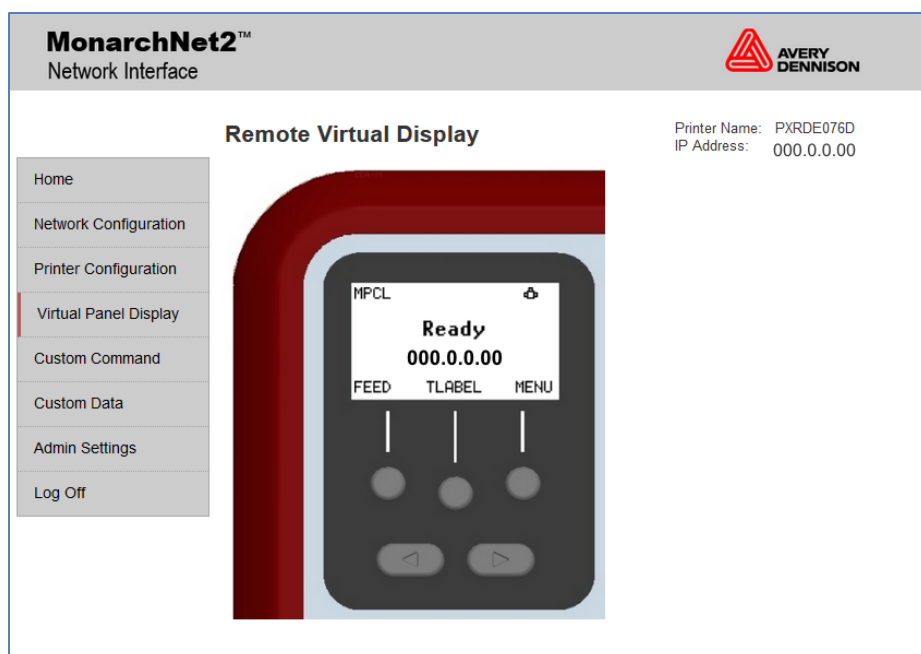 MonarchNet2™
Network Interface
AVERY
DENNISON
Remote Virtual Display
Printer Name: PXRDE076D
IP Address: 000.0.0.00
Home
Network Configuration
Printer Configuration
Virtual Panel Display
Custom Command
Custom Data
Admin Settings
Log Off
MPCL
Ready
000.0.0.00
FEED TLABEL MENU